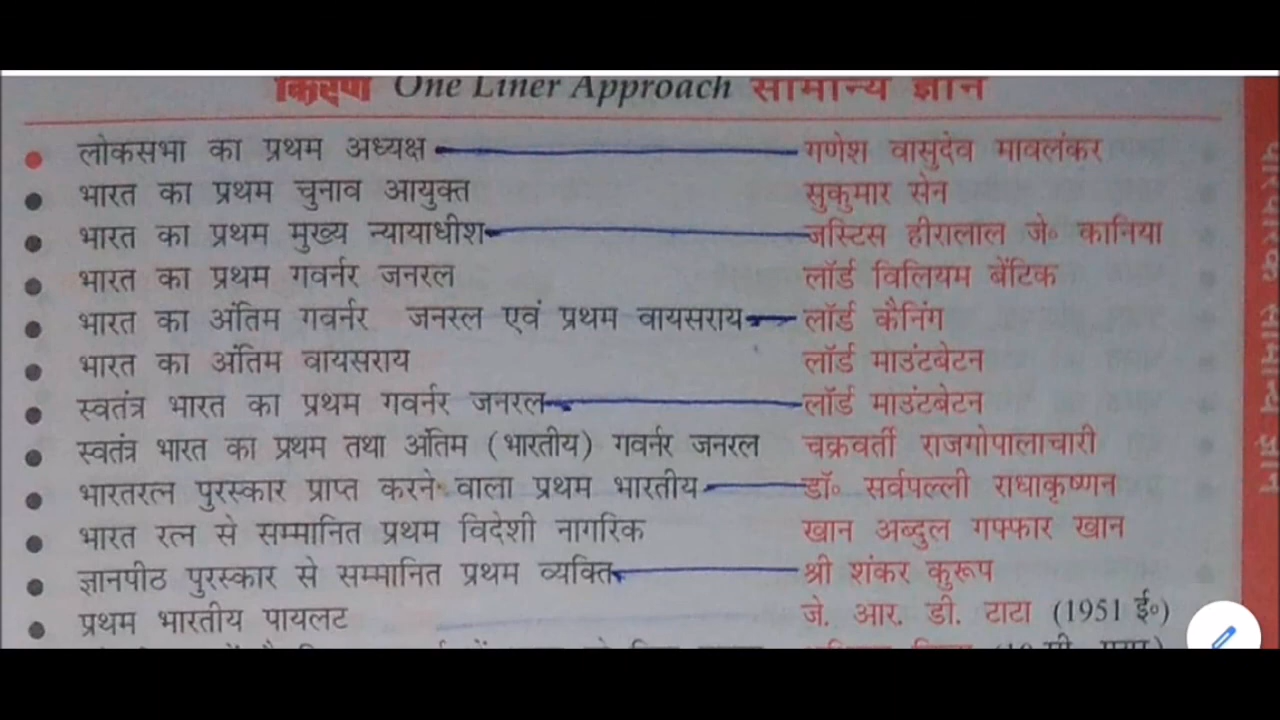 किरण One Liner Approach सामान्य ज्ञान
लोकसभा का प्रथम अध्यक्ष गणेश वासुदेव मावलंकर
भारत का प्रथम चुनाव आयुक्त सुकुमार सेन
भारत का प्रथम मुख्य न्यायाधीश जस्टिस हीरालाल जे॰ कानिया
भारत का प्रथम गवर्नर जनरल लॉर्ड विलियम बेंटिक
भारत का अंतिम गवर्नर जनरल एवं प्रथम वायसराय लॉर्ड कैनिंग
भारत का अंतिम वायसराय लॉर्ड माउंटबेटन
स्वतंत्र भारत का प्रथम गवर्नर जनरल लॉर्ड माउंटबेटन
स्वतंत्र भारत का प्रथम तथा अंतिम (भारतीय) गवर्नर जनरल चक्रवर्ती राजगोपालाचारी
भारतरत्न पुरस्कार प्राप्त करने वाला प्रथम भारतीय डॉ॰ सर्वपल्ली राधाकृष्णन
भारत रत्न से सम्मानित प्रथम विदेशी नागरिक खान अब्दुल गफ्फार खान
ज्ञानपीठ पुरस्कार से सम्मानित प्रथम व्यक्ति श्री शंकर कुरूप
प्रथम भारतीय पायलट जे. आर. डी. टाटा (1951 ई॰)
सामान्य ज्ञान